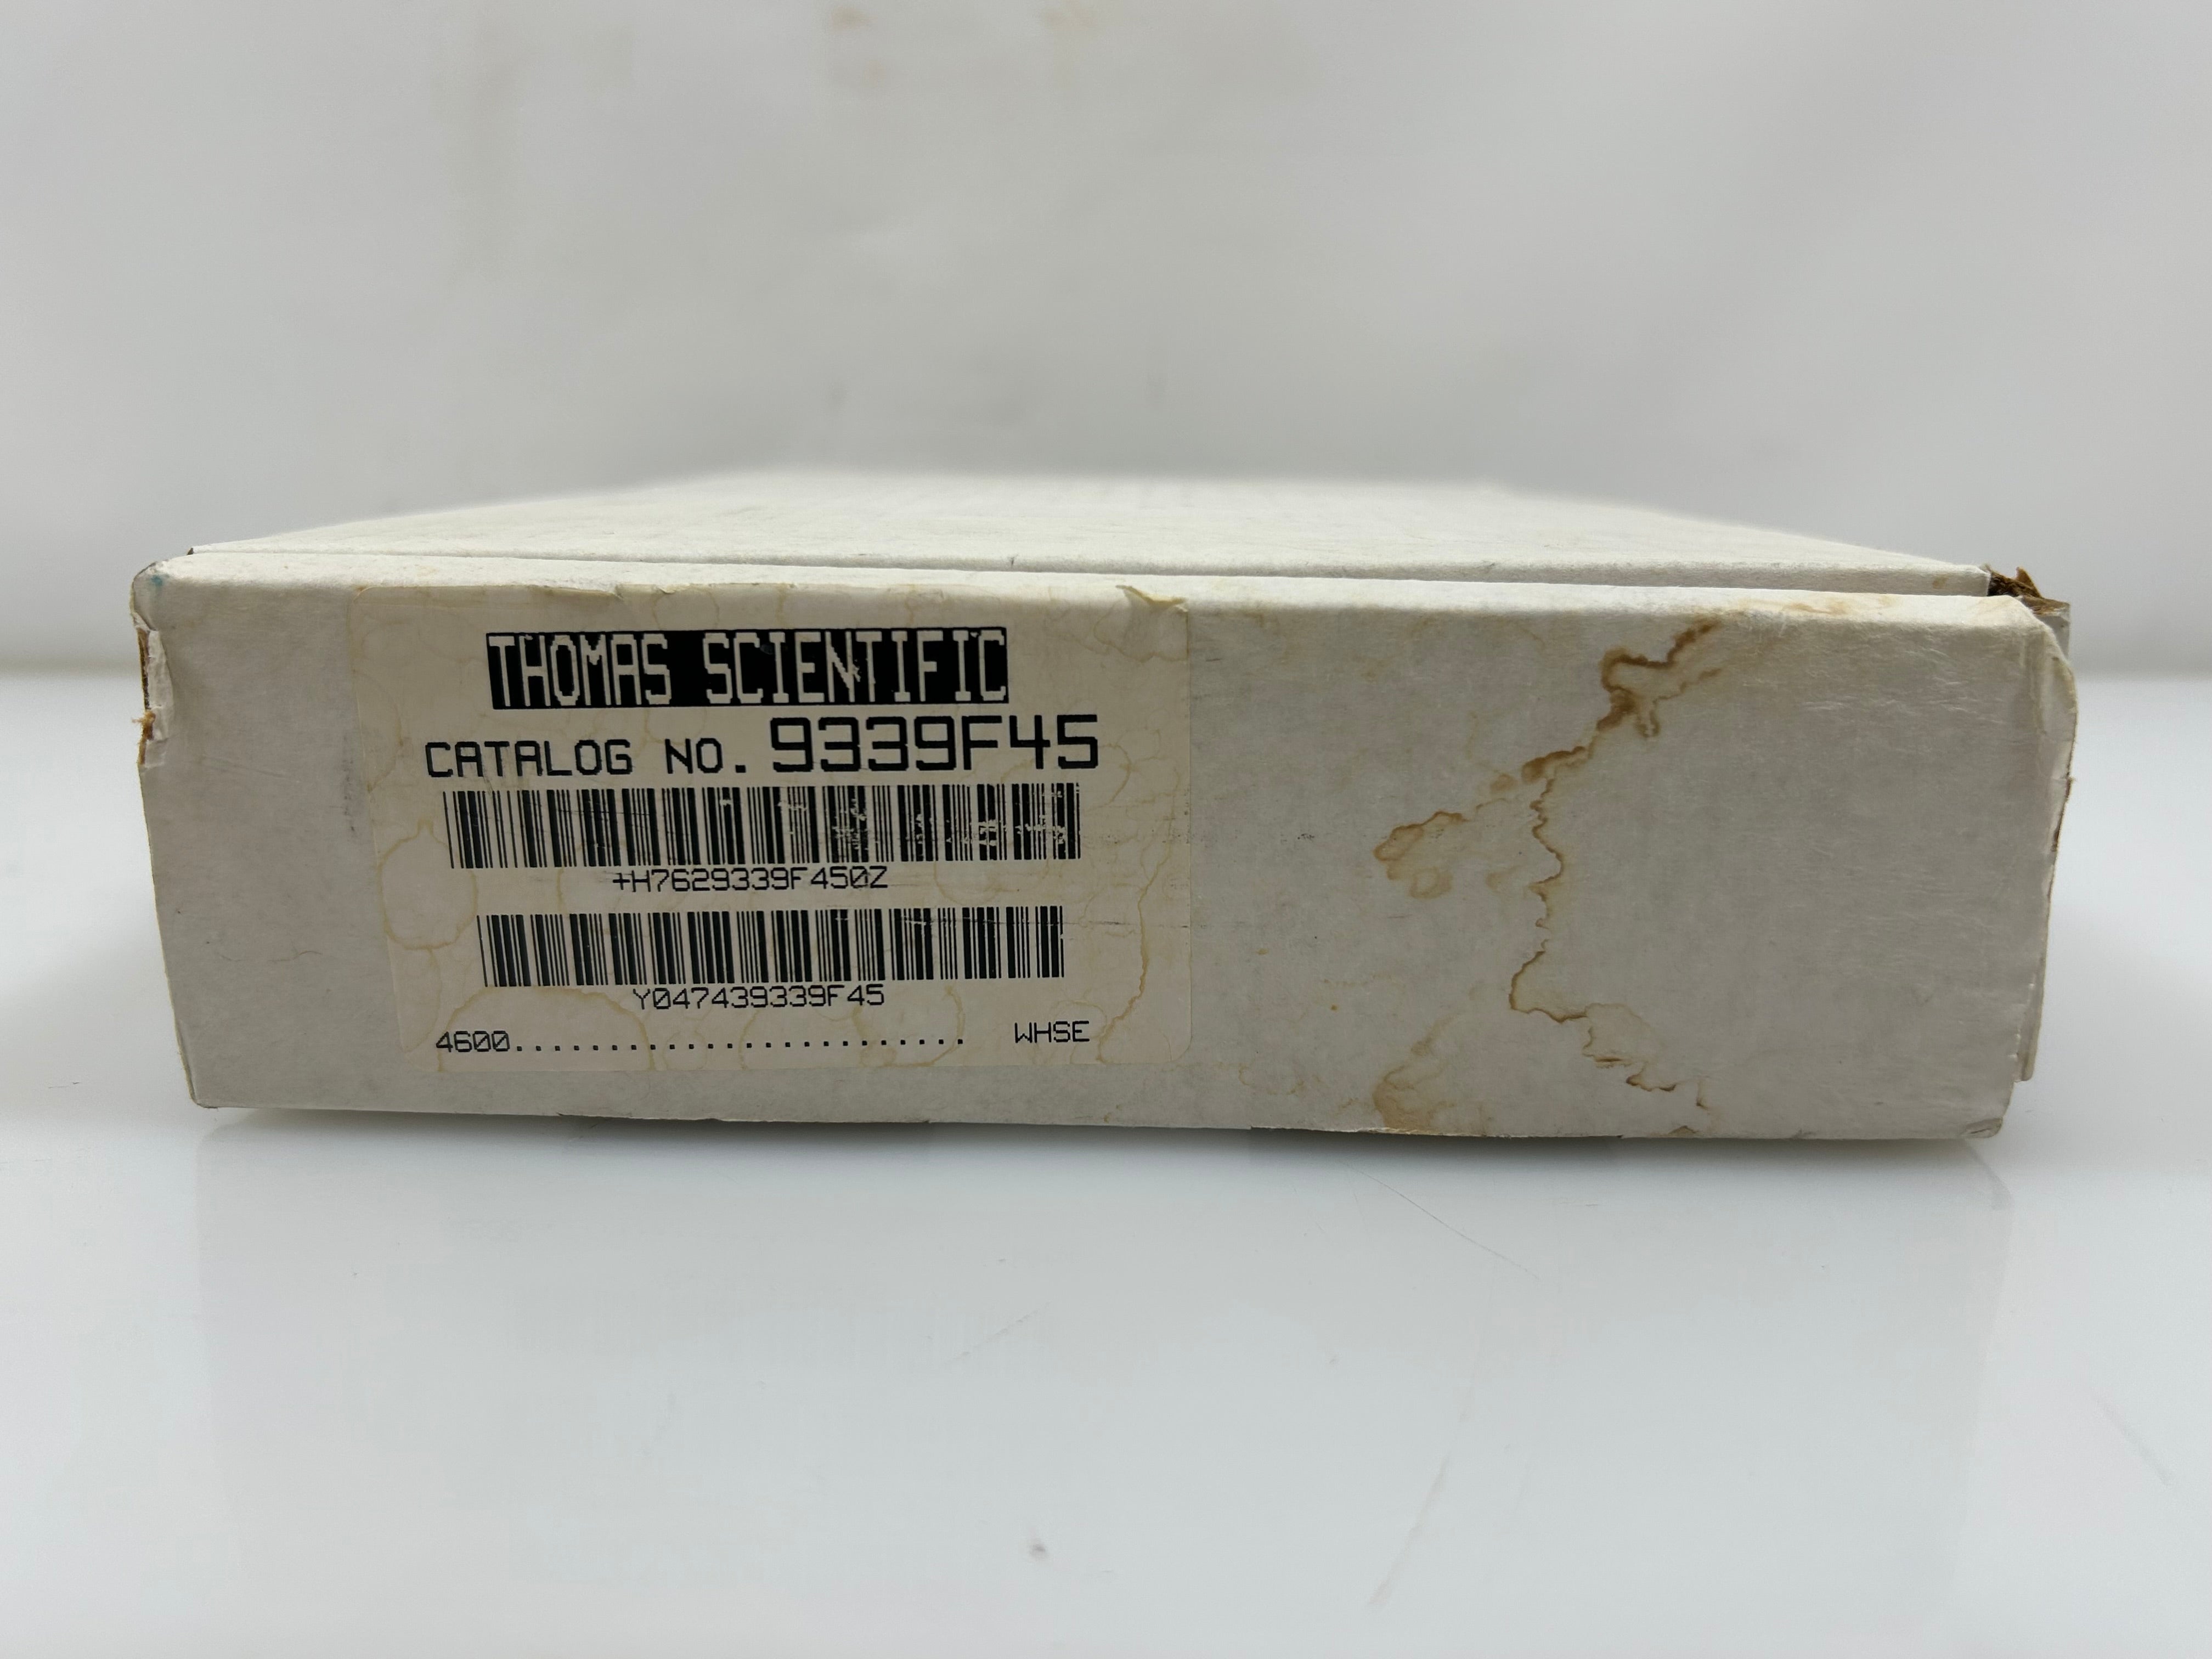 THOMAS SCIENTIFIC
CATALOG NO. 9339F45
+H7629339F450Z
Y047439339F45
4600........................ WHSE